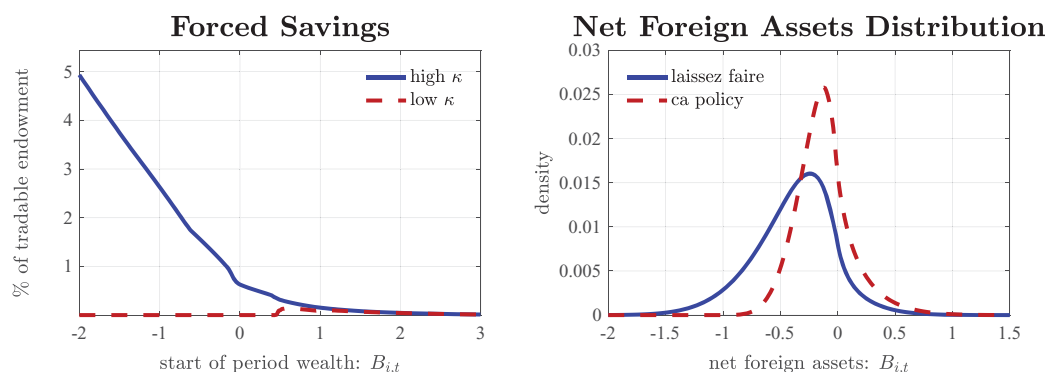 Forced Savings
% of tradable endowment
5
4
3
2
1
high κ
low κ
-2 -1 0 1 2 3
start of period wealth: B_{i,t}
Net Foreign Assets Distribution
density
0.03
0.025
0.02
0.015
0.01
0.005
0
laissez faire
ca policy
-2 -1.5 -1 -0.5 0 0.5 1 1.5
net foreign assets: B_{i,t}